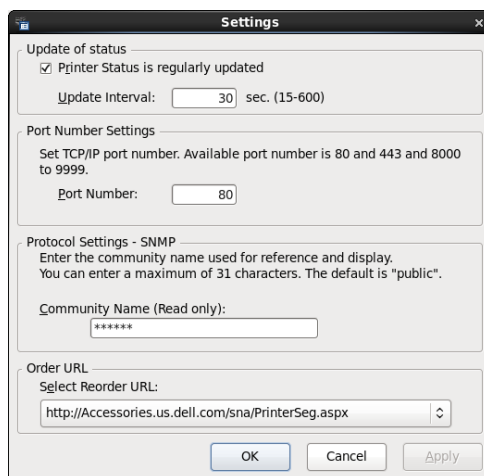 Settings
Update of status
Printer Status is regularly updated
Update Interval: 30 sec. (15-600)
Port Number Settings
Set TCP/IP port number. Available port number is 80 and 443 and 8000
to 9999.
Port Number: 80
Protocol Settings - SNMP
Enter the community name used for reference and display.
You can enter a maximum of 31 characters. The default is "public".
Community Name (Read only):
******
Order URL
Select Reorder URL:
http://Accessories.us.dell.com/sna/PrinterSeg.aspx
OK Cancel Apply